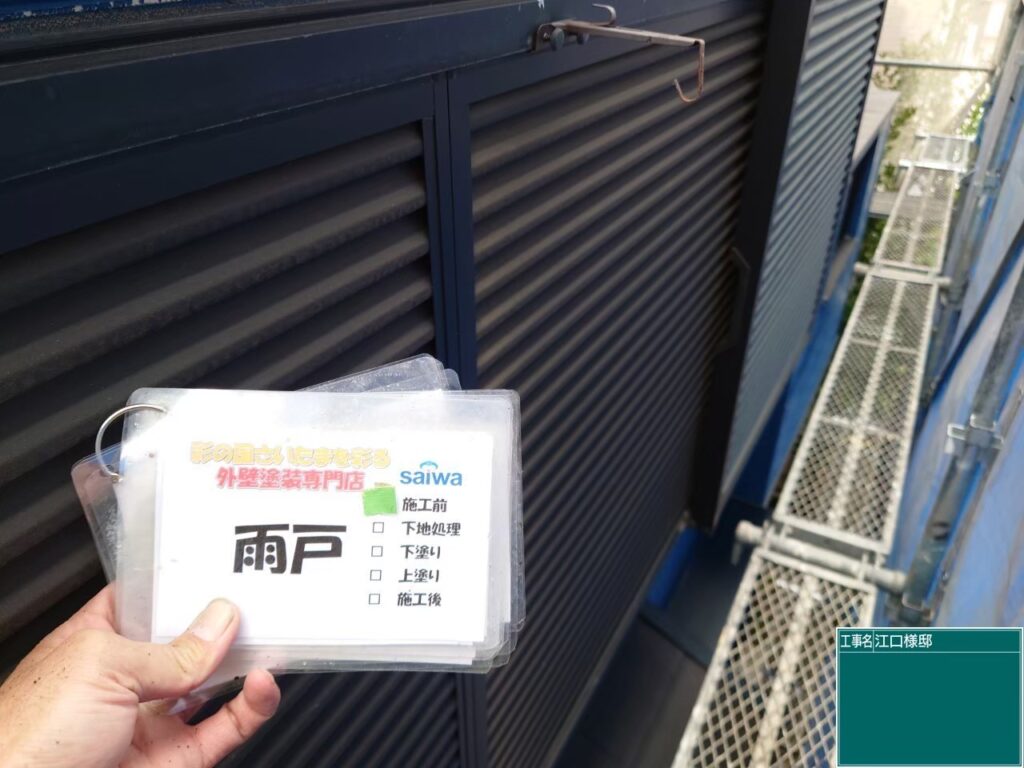 彩の国さいたまを彩る
外壁塗装専門店
saiwa
雨戸
施工前
□ 下地処理
□ 下塗り
□ 上塗り
□ 施工後
工事名 江口様邸